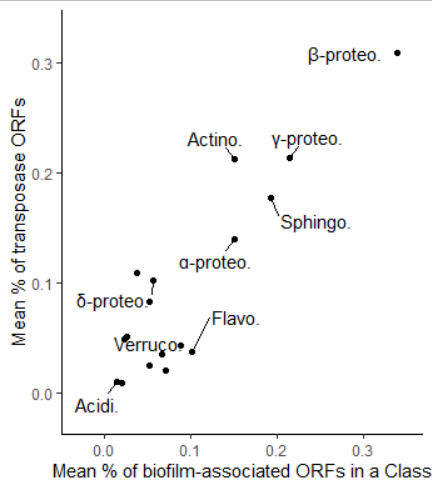 β-proteo.
0.3
Actino.
γ-proteo.
0.2
Sphingo.
α-proteo.
0.1
δ-proteo.
Flavo.
Verruco.
0.0
Acidi.
0.0 0.1 0.2 0.3
Mean % of transposase ORFs
Mean % of biofilm-associated ORFs in a Class